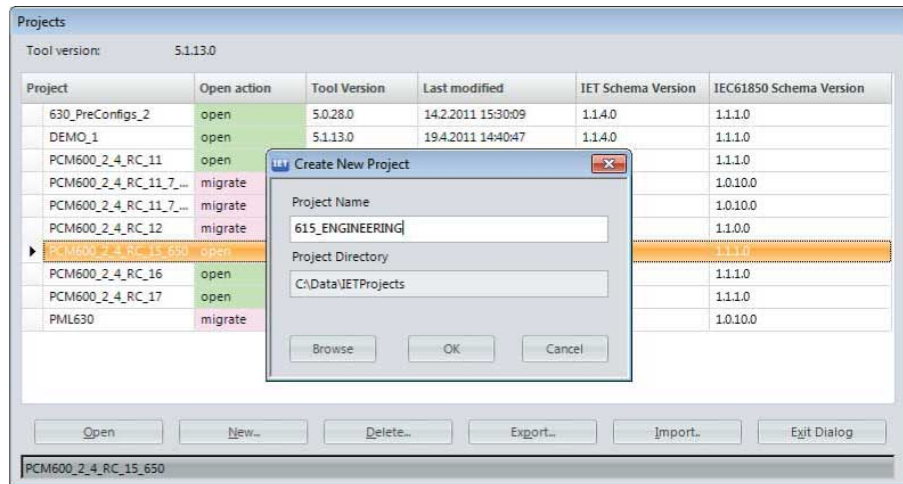 Projects
Tool version: 5.1.13.0
Project Open action Tool Version Last modified IET Schema Version IEC61850 Schema Version
630_PreConfigs_2 open 5.0.28.0 14.2.2011 15:30:09 1.1.4.0 1.1.1.0
DEMO_1 open 5.1.13.0 19.4.2011 14:40:47 1.1.4.0 1.1.1.0
PCM600_2_4_RC_11 open 1.1.1.0
PCM600_2_4_RC_11_7_... migrate 1.0.10.0
PCM600_2_4_RC_11_7_... migrate 1.0.10.0
PCM600_2_4_RC_12 migrate 1.1.0.0
PCM600_2_4_RC_15_650 open 1.1.1.0
PCM600_2_4_RC_16 open 1.1.1.0
PCM600_2_4_RC_17 open 1.1.1.0
PML630 migrate 1.0.10.0
IET Create New Project
Project Name
615_ENGINEERING
Project Directory
C:\Data\IETProjects
Browse OK Cancel
Open New... Delete... Export... Import.. Exit Dialog
PCM600_2_4_RC_15_650